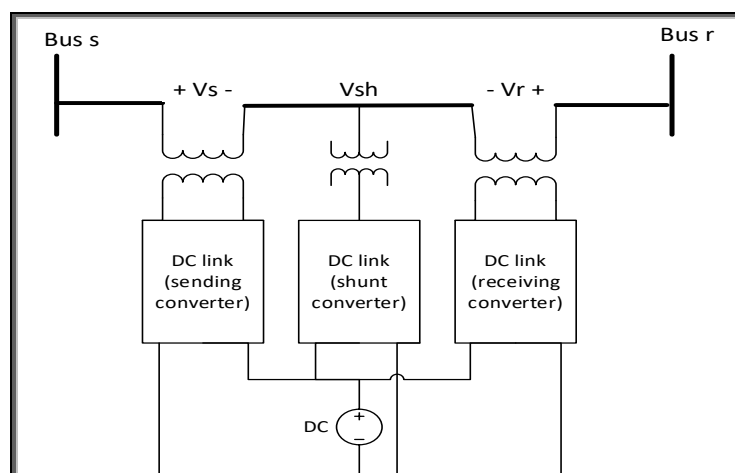 Bus s
Bus r
+ Vs -
Vsh
- Vr +
DC link
(sending
converter)
DC link
(shunt
converter)
DC link
(receiving
converter)
DC
+
−